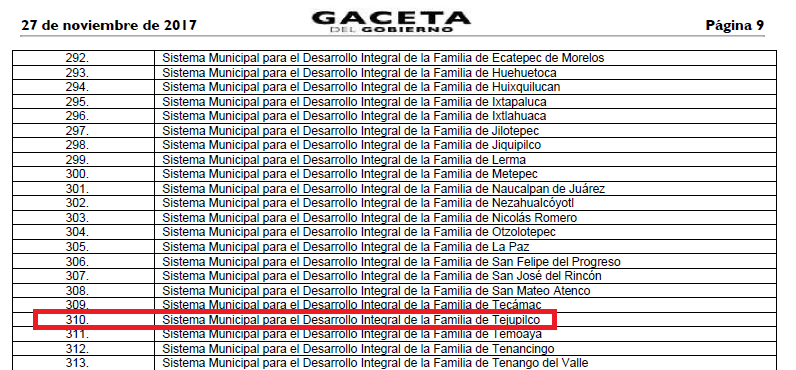 27 de noviembre de 2017
GACETA
DEL GOBIERNO
Página 9
292. Sistema Municipal para el Desarrollo Integral de la Familia de Ecatepec de Morelos
293. Sistema Municipal para el Desarrollo Integral de la Familia de Huehuetoca
294. Sistema Municipal para el Desarrollo Integral de la Familia de Huixquilucan
295. Sistema Municipal para el Desarrollo Integral de la Familia de Ixtapaluca
296. Sistema Municipal para el Desarrollo Integral de la Familia de Ixtlahuaca
297. Sistema Municipal para el Desarrollo Integral de la Familia de Jilotepec
298. Sistema Municipal para el Desarrollo Integral de la Familia de Jiquipilco
299. Sistema Municipal para el Desarrollo Integral de la Familia de Lerma
300. Sistema Municipal para el Desarrollo Integral de la Familia de Metepec
301. Sistema Municipal para el Desarrollo Integral de la Familia de Naucalpan de Juárez
302. Sistema Municipal para el Desarrollo Integral de la Familia de Nezahualcóyotl
303. Sistema Municipal para el Desarrollo Integral de la Familia de Nicolás Romero
304. Sistema Municipal para el Desarrollo Integral de la Familia de Otzolotepec
305. Sistema Municipal para el Desarrollo Integral de la Familia de La Paz
306. Sistema Municipal para el Desarrollo Integral de la Familia de San Felipe del Progreso
307. Sistema Municipal para el Desarrollo Integral de la Familia de San José del Rincón
308. Sistema Municipal para el Desarrollo Integral de la Familia de San Mateo Atenco
309. Sistema Municipal para el Desarrollo Integral de la Familia de Tecámac
310. Sistema Municipal para el Desarrollo Integral de la Familia de Tejupilco
311. Sistema Municipal para el Desarrollo Integral de la Familia de Temoaya
312. Sistema Municipal para el Desarrollo Integral de la Familia de Tenancingo
313. Sistema Municipal para el Desarrollo Integral de la Familia de Tenango del Valle